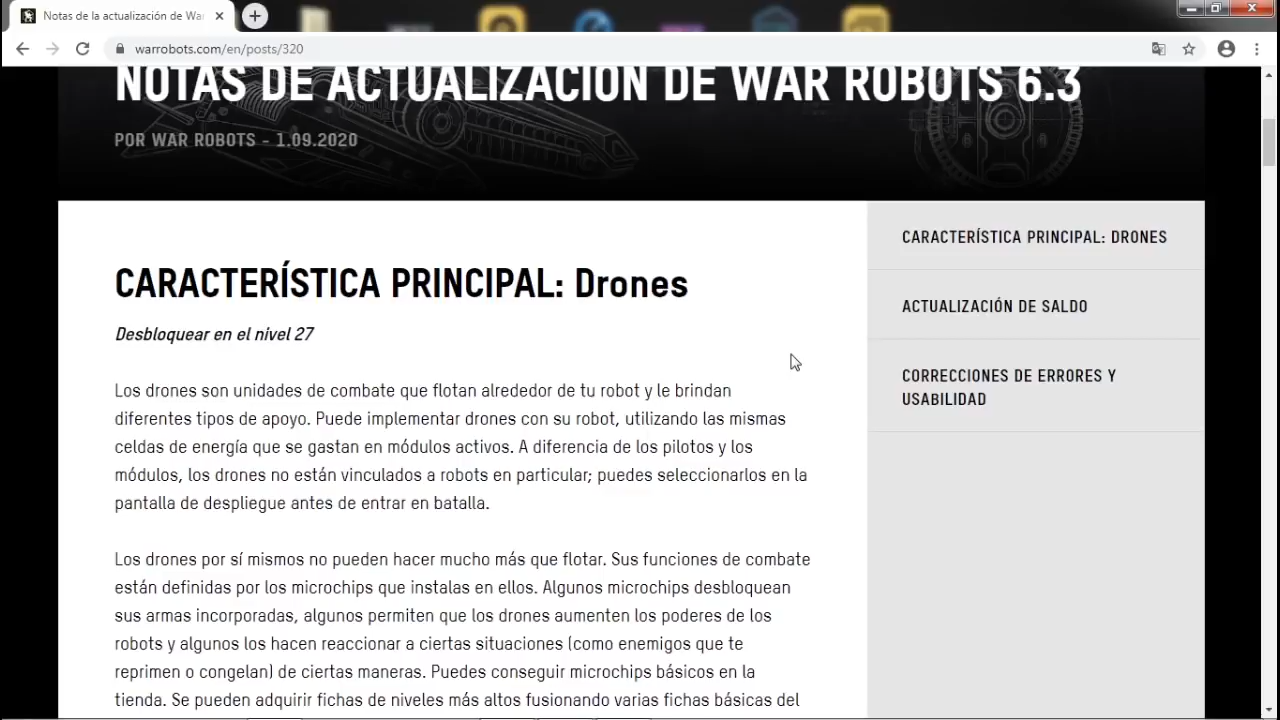 Notas de la actualización de War
warrobots.com/en/posts/320
NOTAS DE ACTUALIZACIÓN DE WAR ROBOTS 6.3
POR WAR ROBOTS - 1.09.2020
CARACTERÍSTICA PRINCIPAL: Drones
Desbloquear en el nivel 27
Los drones son unidades de combate que flotan alrededor de tu robot y le brindan
diferentes tipos de apoyo. Puede implementar drones con su robot, utilizando las mismas
celdas de energía que se gastan en módulos activos. A diferencia de los pilotos y los
módulos, los drones no están vinculados a robots en particular; puedes seleccionarlos en la
pantalla de despliegue antes de entrar en batalla.
Los drones por sí mismos no pueden hacer mucho más que flotar. Sus funciones de combate
están definidas por los microchips que instalas en ellos. Algunos microchips desbloquean
sus armas incorporadas, algunos permiten que los drones aumenten los poderes de los
robots y algunos los hacen reaccionar a ciertas situaciones (como enemigos que te
reprimen o congelan) de ciertas maneras. Puedes conseguir microchips básicos en la
tienda. Se pueden adquirir fichas de niveles más altos fusionando varias fichas básicas del
CARACTERÍSTICA PRINCIPAL: DRONES
ACTUALIZACIÓN DE SALDO
CORRECCIONES DE ERRORES Y
USABILIDAD